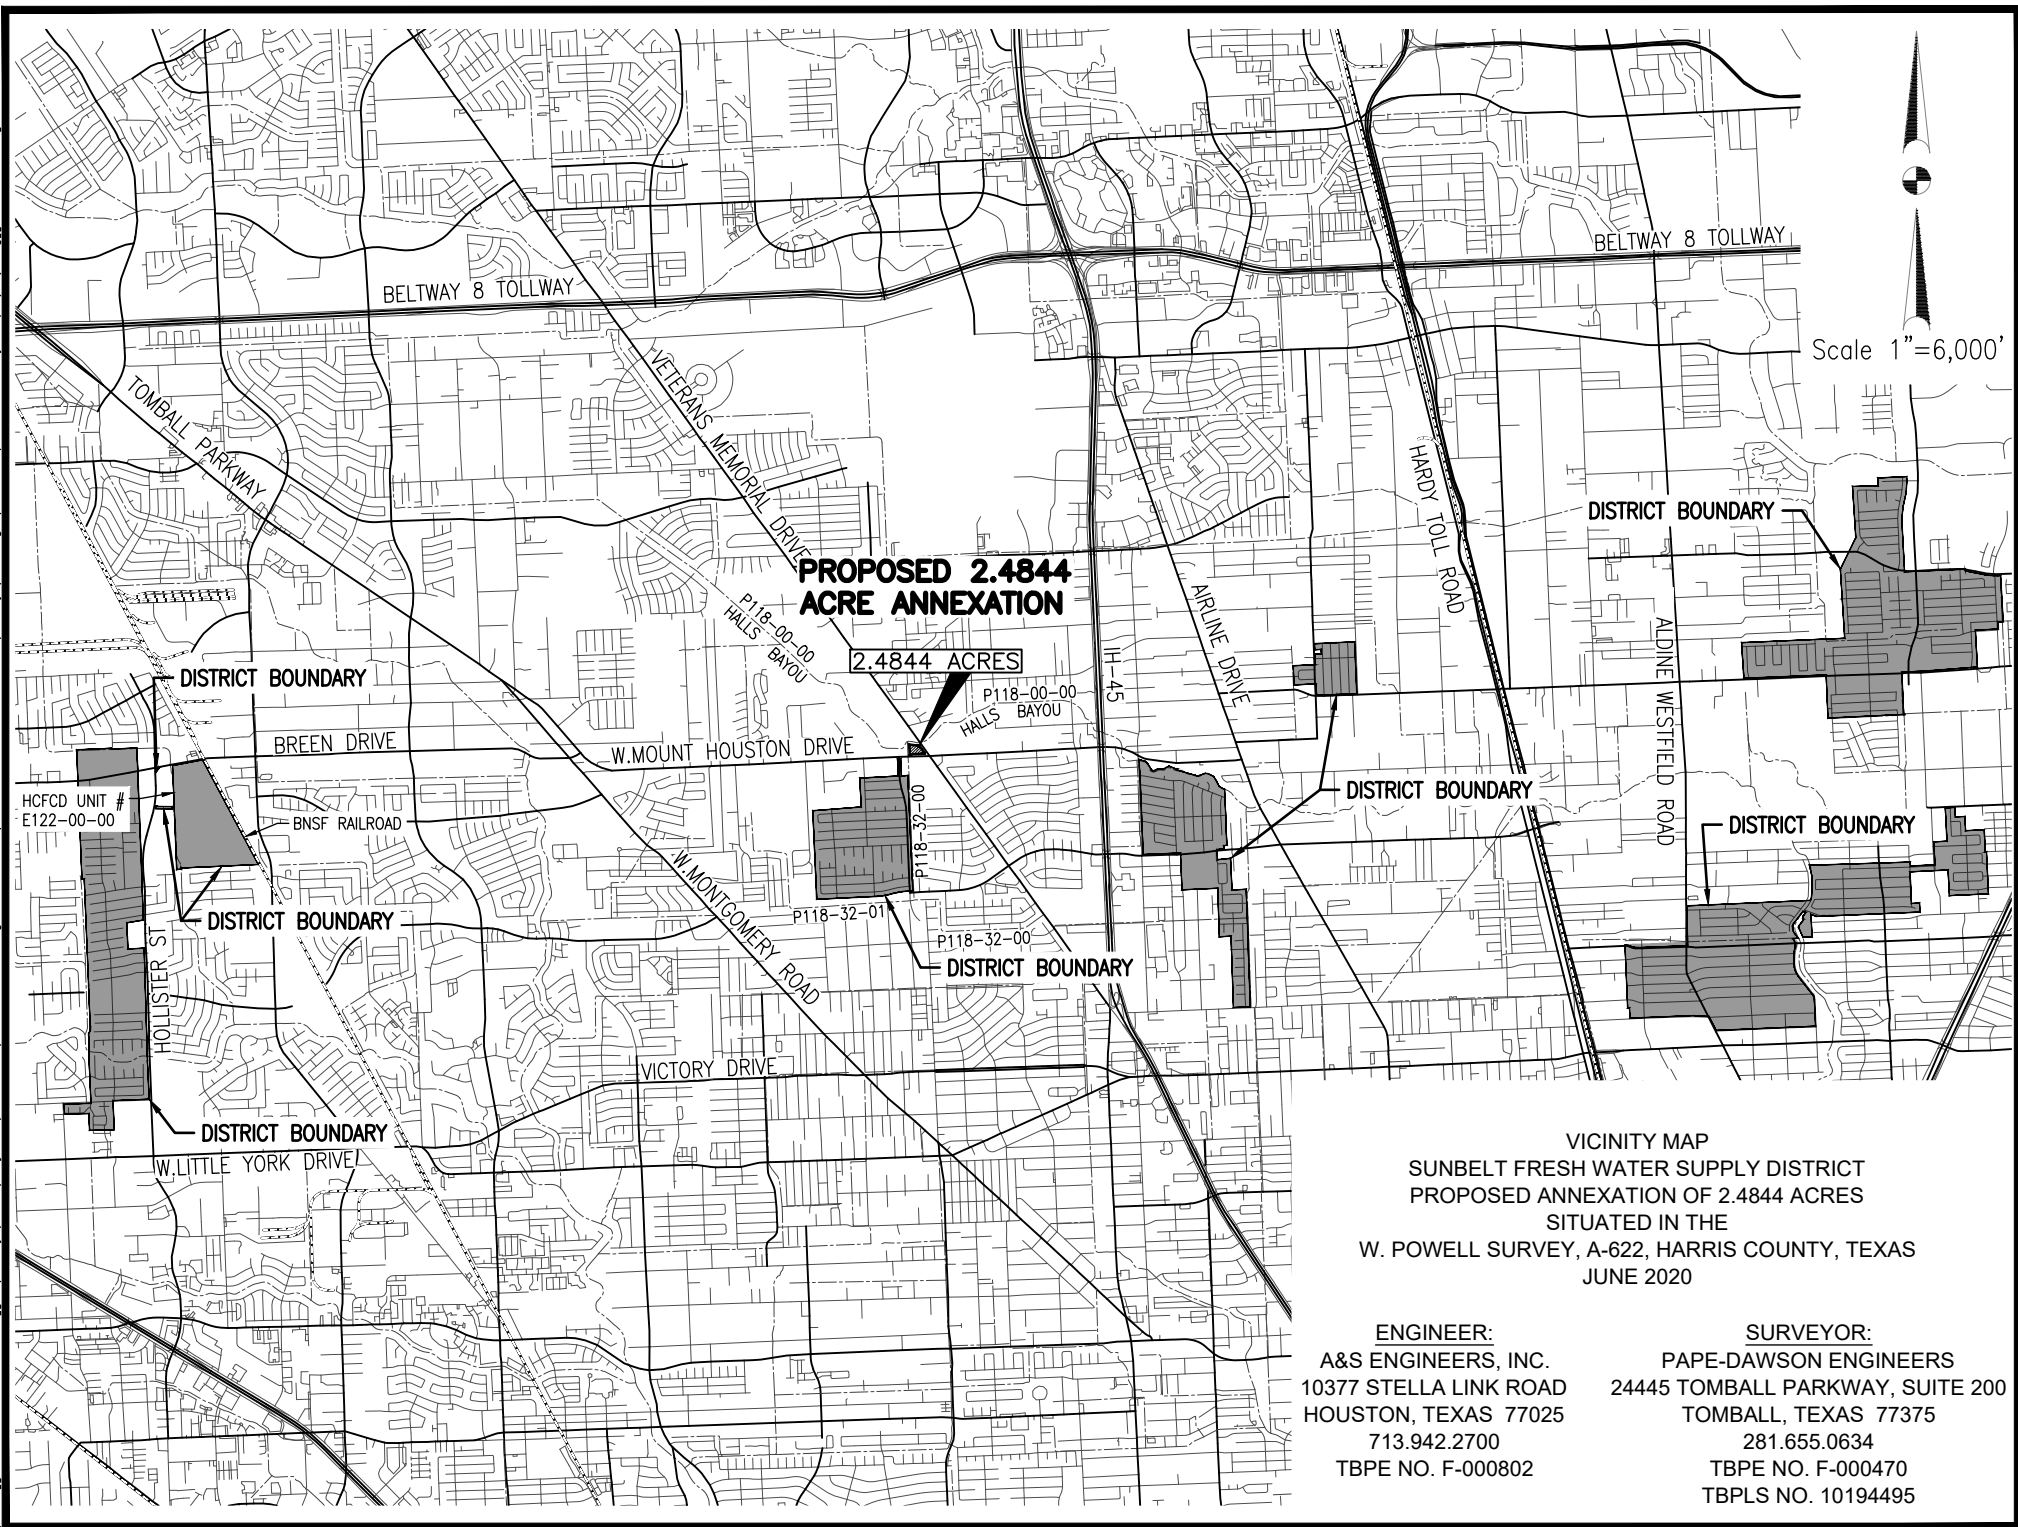 BELTWAY 8 TOLLWAY
BELTWAY 8 TOLLWAY
Scale 1"=6,000'
TOMBALL PARKWAY
VETERANS MEMORIAL DRIVE
HARDY TOLL ROAD
DISTRICT BOUNDARY
PROPOSED 2.4844
ACRE ANNEXATION
P118-00-00
HALLS BAYOU
AIRLINE DRIVE
ALDINE WESTFIELD ROAD
2.4844 ACRES
IH-45
DISTRICT BOUNDARY
P118-00-00
HALLS BAYOU
BREEN DRIVE
W.MOUNT HOUSTON DRIVE
HCFCD UNIT #
E122-00-00
BNSF RAILROAD
P118-32-00
DISTRICT BOUNDARY
DISTRICT BOUNDARY
W.MONTGOMERY ROAD
P118-32-01
DISTRICT BOUNDARY
HOLLISTER ST
P118-32-00
DISTRICT BOUNDARY
VICTORY DRIVE
DISTRICT BOUNDARY
W.LITTLE YORK DRIVE
VICINITY MAP
SUNBELT FRESH WATER SUPPLY DISTRICT
PROPOSED ANNEXATION OF 2.4844 ACRES
SITUATED IN THE
W. POWELL SURVEY, A-622, HARRIS COUNTY, TEXAS
JUNE 2020
ENGINEER:
A&S ENGINEERS, INC.
10377 STELLA LINK ROAD
HOUSTON, TEXAS 77025
713.942.2700
TBPE NO. F-000802
SURVEYOR:
PAPE-DAWSON ENGINEERS
24445 TOMBALL PARKWAY, SUITE 200
TOMBALL, TEXAS 77375
281.655.0634
TBPE NO. F-000470
TBPLS NO. 10194495